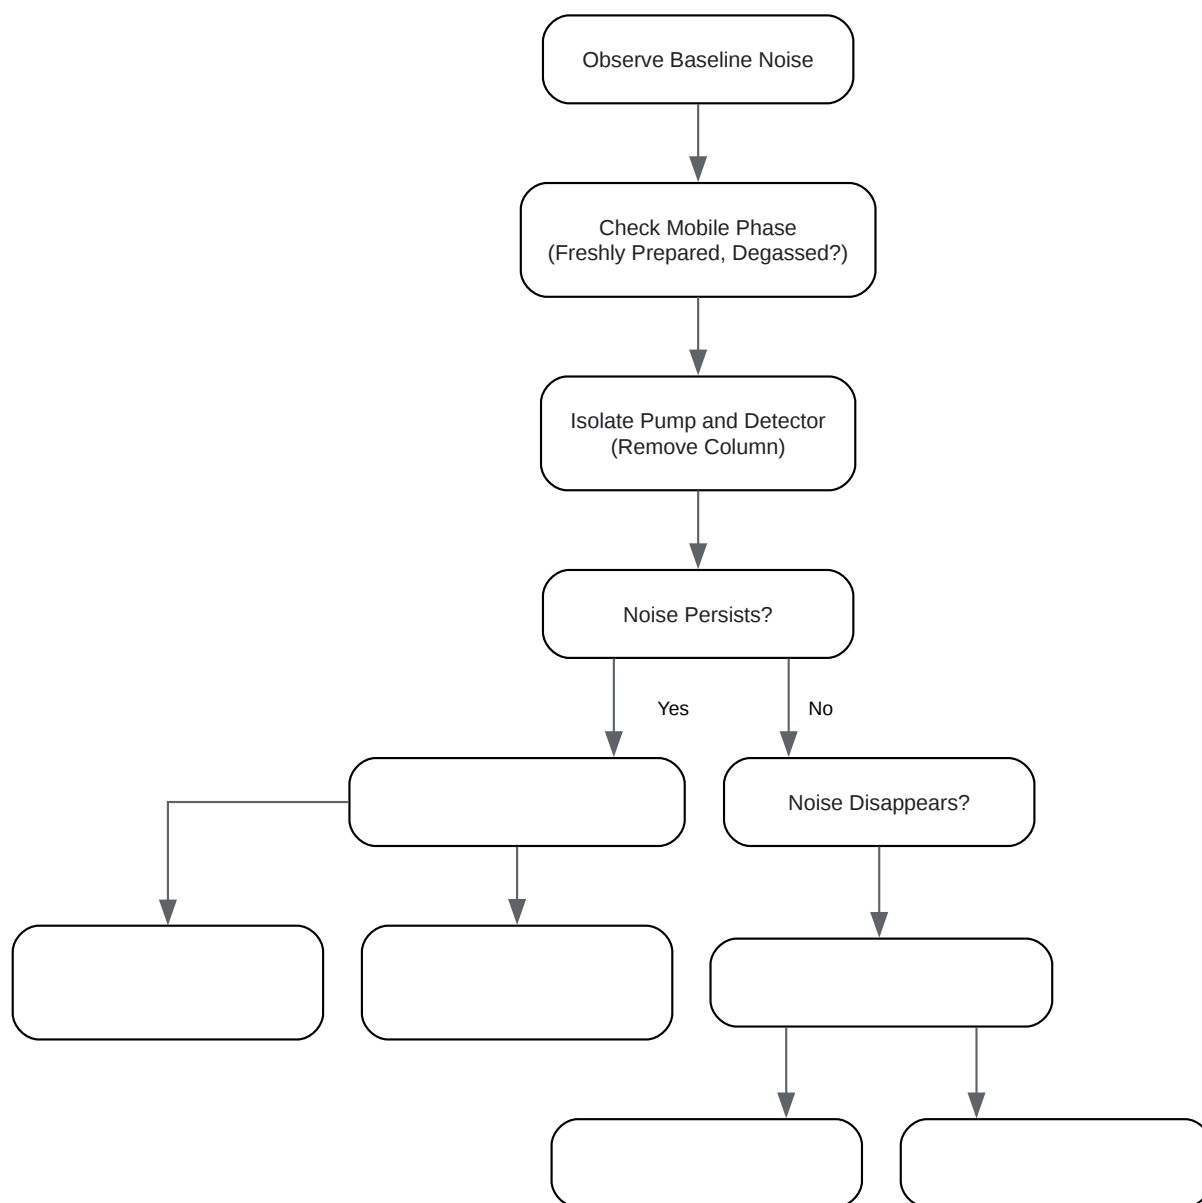 Observe Baseline Noise
Check Mobile Phase
(Freshly Prepared, Degassed?)
Isolate Pump and Detector
(Remove Column)
Noise Persists?
Yes
No
Noise Disappears?